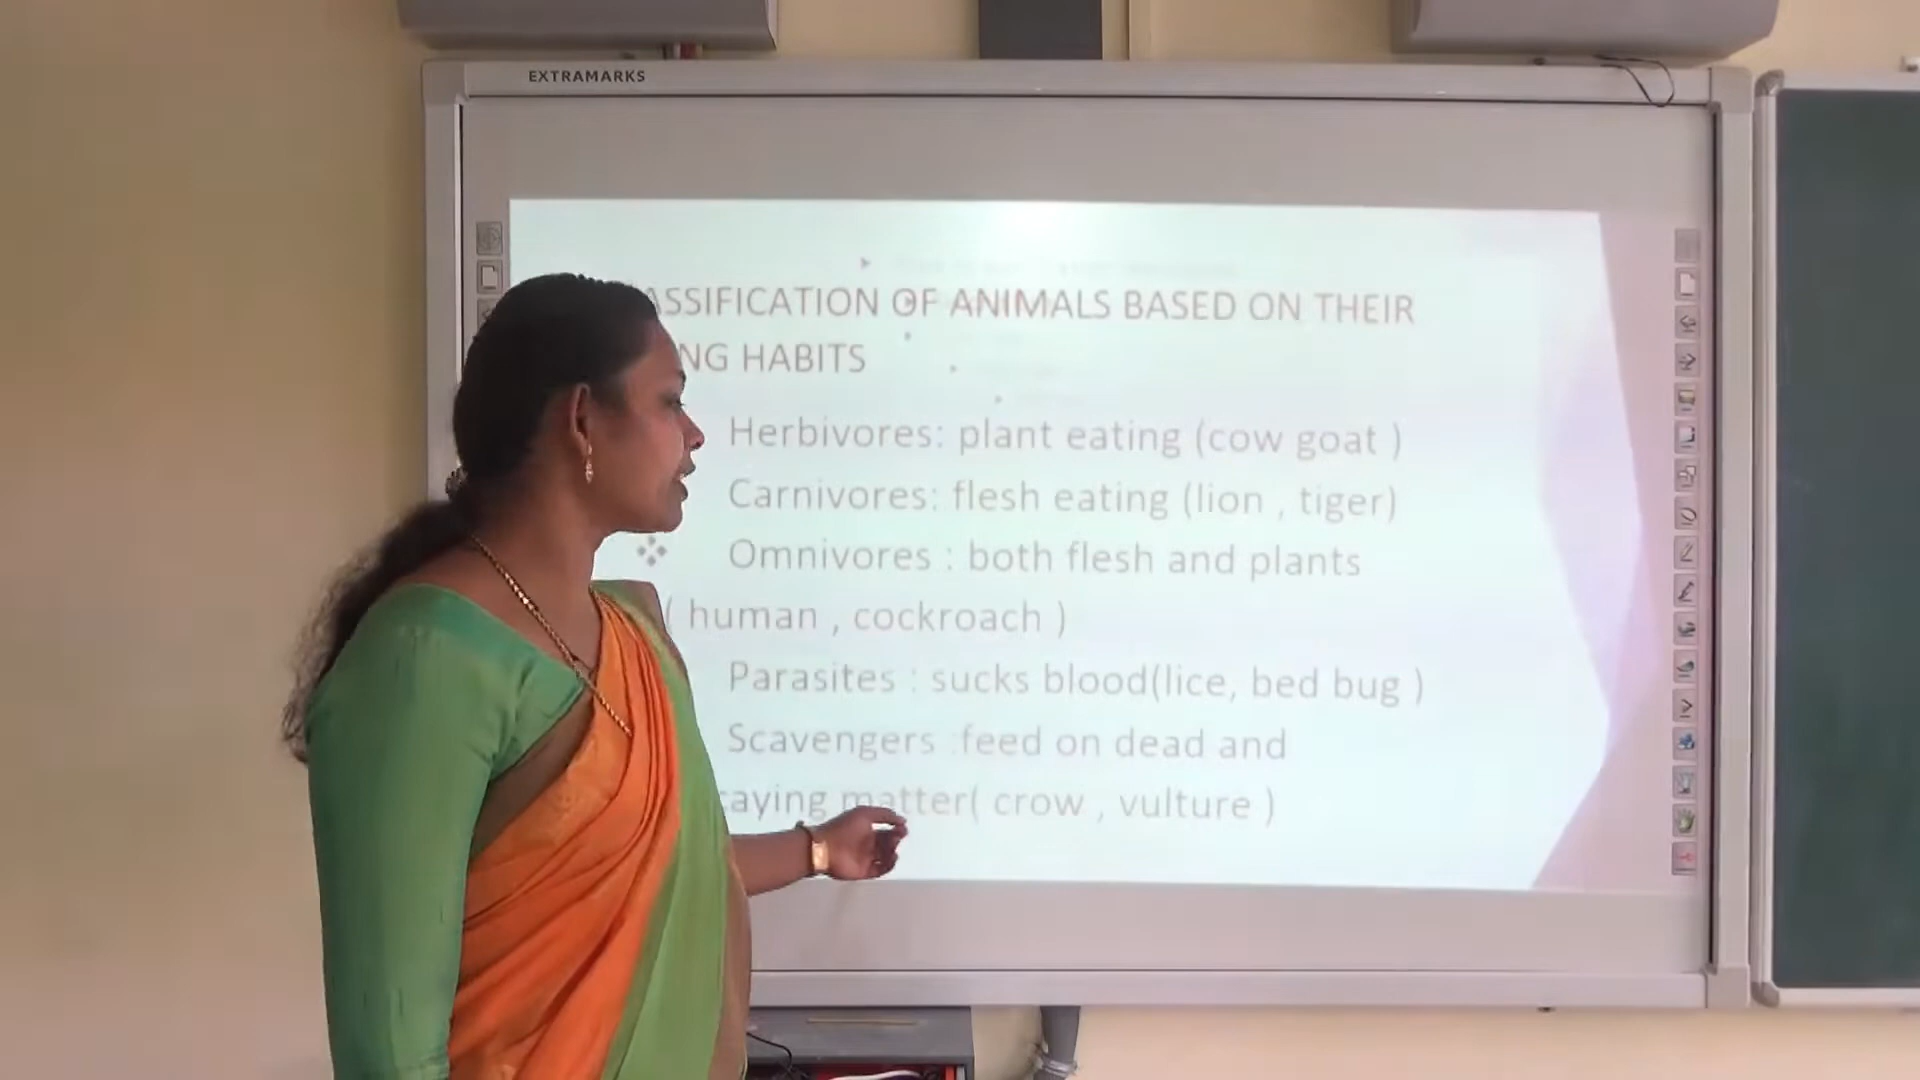 EXTRAMARKS
ASSIFICATION OF ANIMALS BASED ON THEIR
NG HABITS
Herbivores: plant eating (cow goat )
Carnivores: flesh eating (lion , tiger)
Omnivores : both flesh and plants
( human , cockroach )
Parasites : sucks blood(lice, bed bug )
Scavengers :feed on dead and
caying matter( crow , vulture )